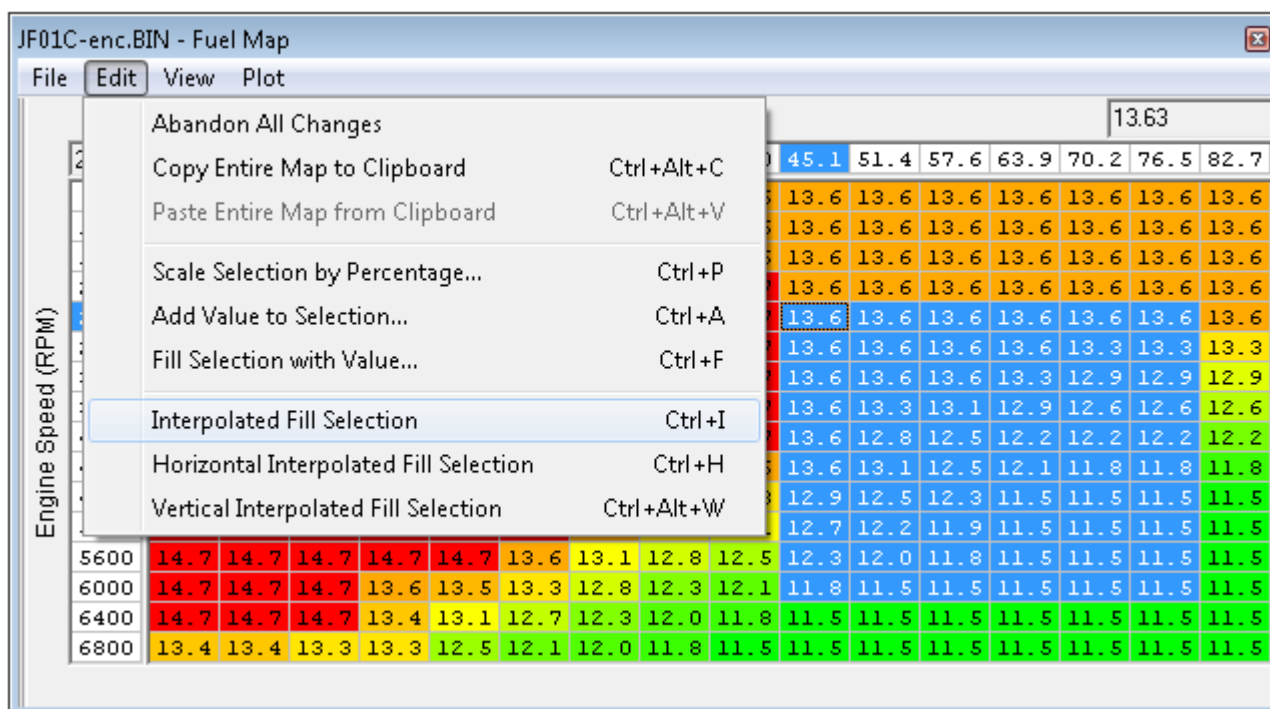 JF01C-enc.BIN - Fuel Map
File Edit View Plot
13.63
Abandon All Changes
Copy Entire Map to Clipboard Ctrl+Alt+C
Paste Entire Map from Clipboard Ctrl+Alt+V
Scale Selection by Percentage... Ctrl+P
Add Value to Selection... Ctrl+A
Fill Selection with Value... Ctrl+F
Interpolated Fill Selection Ctrl+I
Horizontal Interpolated Fill Selection Ctrl+H
Vertical Interpolated Fill Selection Ctrl+Alt+W
Engine Speed (RPM)
45.1 51.4 57.6 63.9 70.2 76.5 82.7
13.6 13.6 13.6 13.6 13.6 13.6 13.6
13.6 13.6 13.6 13.6 13.6 13.6 13.6
13.6 13.6 13.6 13.6 13.6 13.6 13.6
13.6 13.6 13.6 13.6 13.6 13.6 13.6
13.6 13.6 13.6 13.6 13.6 13.6 13.6
13.6 13.6 13.6 13.6 13.3 13.3 13.3
13.6 13.6 13.6 13.3 12.9 12.9 12.9
13.6 13.3 13.1 12.9 12.6 12.6 12.6
13.6 12.8 12.5 12.2 12.2 12.2 12.2
13.6 13.1 12.5 12.1 11.8 11.8 11.8
12.9 12.5 12.3 11.5 11.5 11.5 11.5
12.7 12.2 11.9 11.5 11.5 11.5 11.5
5600 14.7 14.7 14.7 14.7 14.7 13.6 13.1 12.8 12.5 12.3 12.0 11.8 11.5 11.5 11.5 11.5
6000 14.7 14.7 14.7 13.6 13.5 13.3 12.8 12.3 12.1 11.8 11.5 11.5 11.5 11.5 11.5 11.5
6400 14.7 14.7 14.7 13.4 13.1 12.7 12.3 12.0 11.8 11.5 11.5 11.5 11.5 11.5 11.5 11.5
6800 13.4 13.4 13.3 13.3 12.5 12.1 12.0 11.8 11.5 11.5 11.5 11.5 11.5 11.5 11.5 11.5